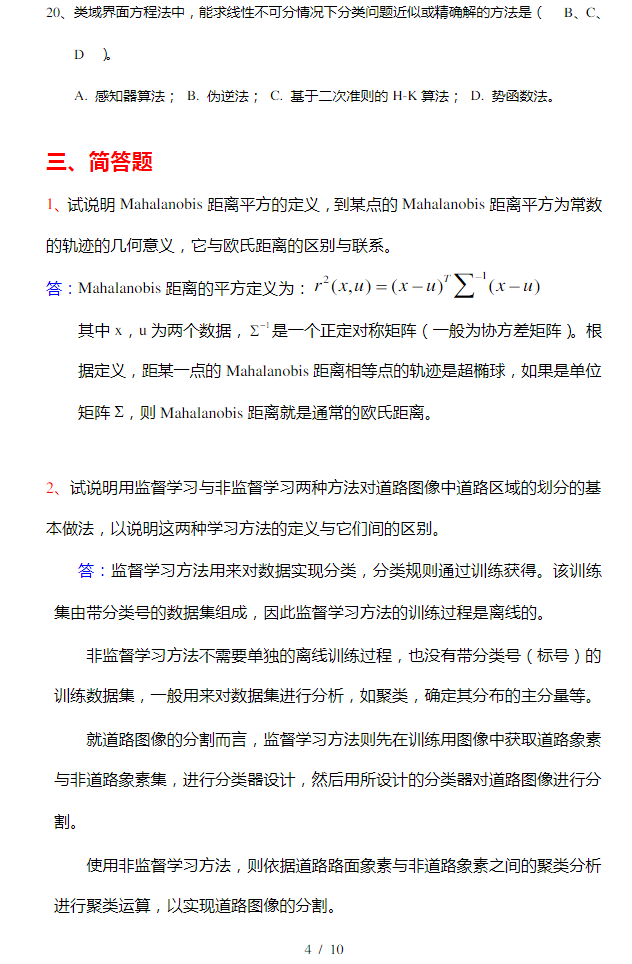 20、类域界面方程法中，能求线性不可分情况下分类问题近似或精确解的方法是（ B、C、
D ）。
A. 感知器算法； B. 伪逆法； C. 基于二次准则的 H-K 算法； D. 势函数法。
三、简答题
1、试说明 Mahalanobis 距离平方的定义，到某点的 Mahalanobis 距离平方为常数
的轨迹的几何意义，它与欧氏距离的区别与联系。
答：Mahalanobis 距离的平方定义为：r²(x,u) = (x−u)ᵀ∑⁻¹(x−u)
其中 x，u 为两个数据，Σ⁻¹是一个正定对称矩阵（一般为协方差矩阵）。根
据定义，距某一点的 Mahalanobis 距离相等点的轨迹是超椭球，如果是单位
矩阵 Σ，则 Mahalanobis 距离就是通常的欧氏距离。
2、试说明用监督学习与非监督学习两种方法对道路图像中道路区域的划分的基
本做法，以说明这两种学习方法的定义与它们间的区别。
答：监督学习方法用来对数据实现分类，分类规则通过训练获得。该训练
集由带分类号的数据集组成，因此监督学习方法的训练过程是离线的。
非监督学习方法不需要单独的离线训练过程，也没有带分类号（标号）的
训练数据集，一般用来对数据集进行分析，如聚类，确定其分布的主分量等。
就道路图像的分割而言，监督学习方法则先在训练用图像中获取道路象素
与非道路象素集，进行分类器设计，然后用所设计的分类器对道路图像进行分
割。
使用非监督学习方法，则依据道路路面象素与非道路象素之间的聚类分析
进行聚类运算，以实现道路图像的分割。
4 / 10